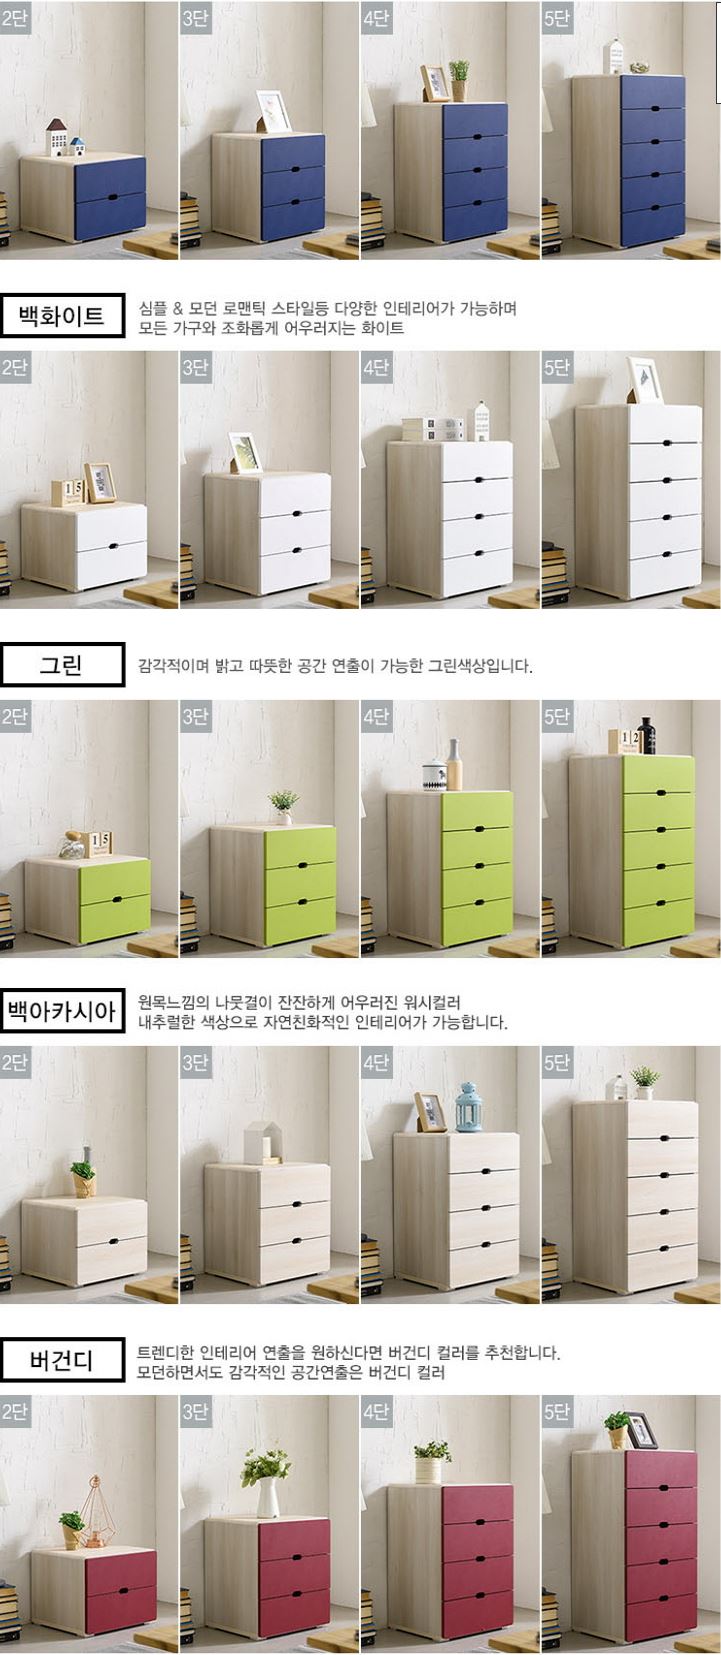 2단 3단 4단 5단
백화이트
심플 & 모던 로맨틱 스타일등 다양한 인테리어가 가능하며
모든 가구와 조화롭게 어우러지는 화이트
2단 3단 4단 5단
1 5
그린
감각적이며 밝고 따뜻한 공간 연출이 가능한 그린색상입니다.
2단 3단 4단 5단
1 2
1 5
백아카시아
원목느낌의 나뭇결이 잔잔하게 어우러진 워시컬러
내추럴한 색상으로 자연친화적인 인테리어가 가능합니다.
2단 3단 4단 5단
버건디
트렌디한 인테리어 연출을 원하신다면 버건디 컬러를 추천합니다.
모던하면서도 감각적인 공간연출은 버건디 컬러
2단 3단 4단 5단